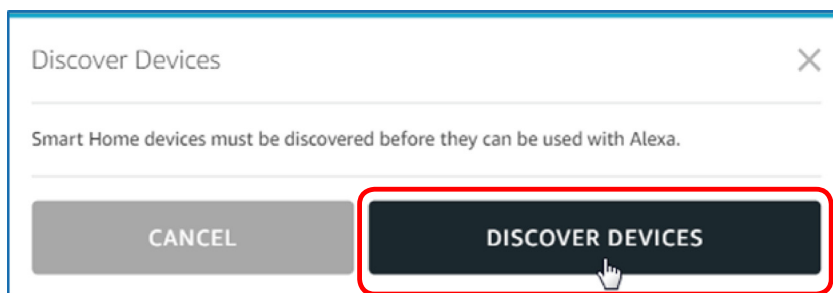 Discover Devices
Smart Home devices must be discovered before they can be used with Alexa.
CANCEL
DISCOVER DEVICES